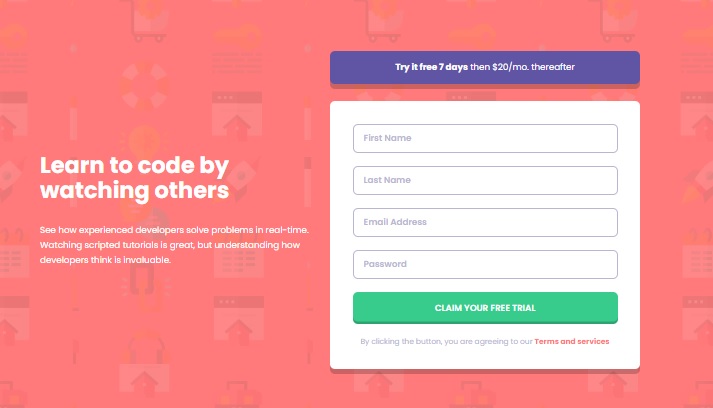 Try it free 7 days then $20/mo. thereafter
Learn to code by
watching others
See how experienced developers solve problems in real-time.
Watching scripted tutorials is great, but understanding how
developers think is invaluable.
First Name
Last Name
Email Address
Password
CLAIM YOUR FREE TRIAL
By clicking the button, you are agreeing to our Terms and services